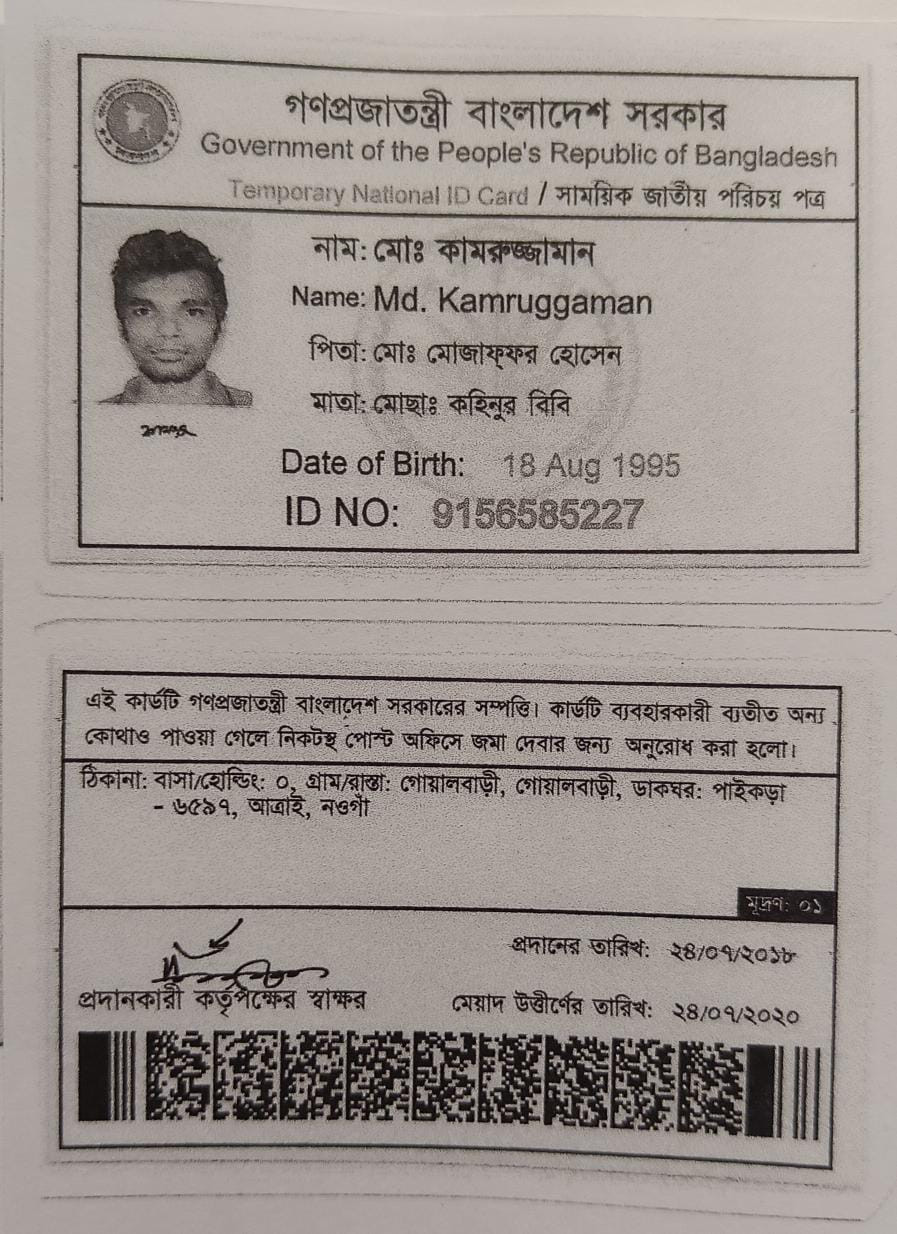 গণপ্রজাতন্ত্রী বাংলাদেশ সরকার
Government of the People's Republic of Bangladesh
Temporary National ID Card / সাময়িক জাতীয় পরিচয় পত্র
নাম: মোঃ কামরুজ্জামান
Name: Md. Kamruggaman
পিতা: মোঃ মোজাফ্ফর হোসেন
মাতা: মোছাঃ কহিনূর বিবি
Date of Birth: 18 Aug 1995
ID NO: 9156585227
এই কার্ডটি গণপ্রজাতন্ত্রী বাংলাদেশ সরকারের সম্পত্তি। কার্ডটি ব্যবহারকারী ব্যতীত অন্য
কোথাও পাওয়া গেলে নিকটস্থ পোস্ট অফিসে জমা দেবার জন্য অনুরোধ করা হলো।
ঠিকানা: বাসা/হোল্ডিং: ০, গ্রাম/রাস্তা: গোয়ালবাড়ী, গোয়ালবাড়ী, ডাকঘর: পাইকড়া
- ৬৫৯৭, আত্রাই, নওগাঁ
মুদ্রণ: ০১
প্রদানের তারিখ: ২৪/০৭/২০১৮
প্রদানকারী কর্তৃপক্ষের স্বাক্ষর
মেয়াদ উত্তীর্ণের তারিখ: ২৪/০৭/২০২০